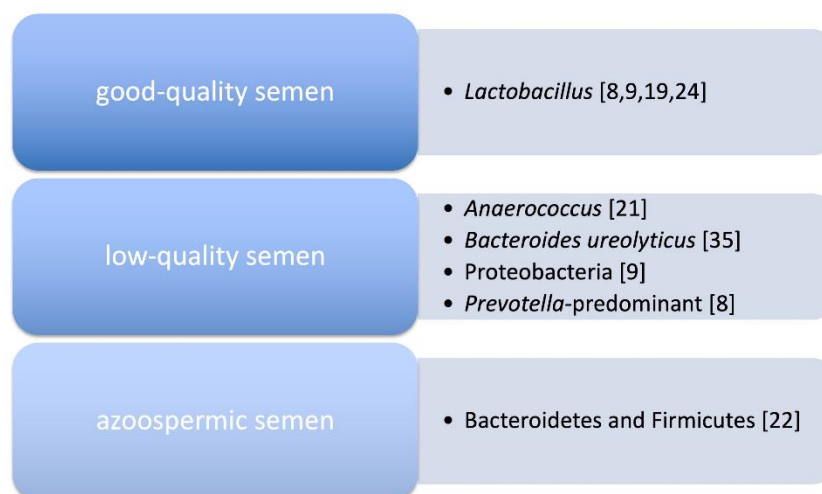 good-quality semen
• Lactobacillus [8,9,19,24]
low-quality semen
• Anaerococcus [21]
• Bacteroides ureolyticus [35]
• Proteobacteria [9]
• Prevotella-predominant [8]
azoospermic semen
• Bacteroidetes and Firmicutes [22]